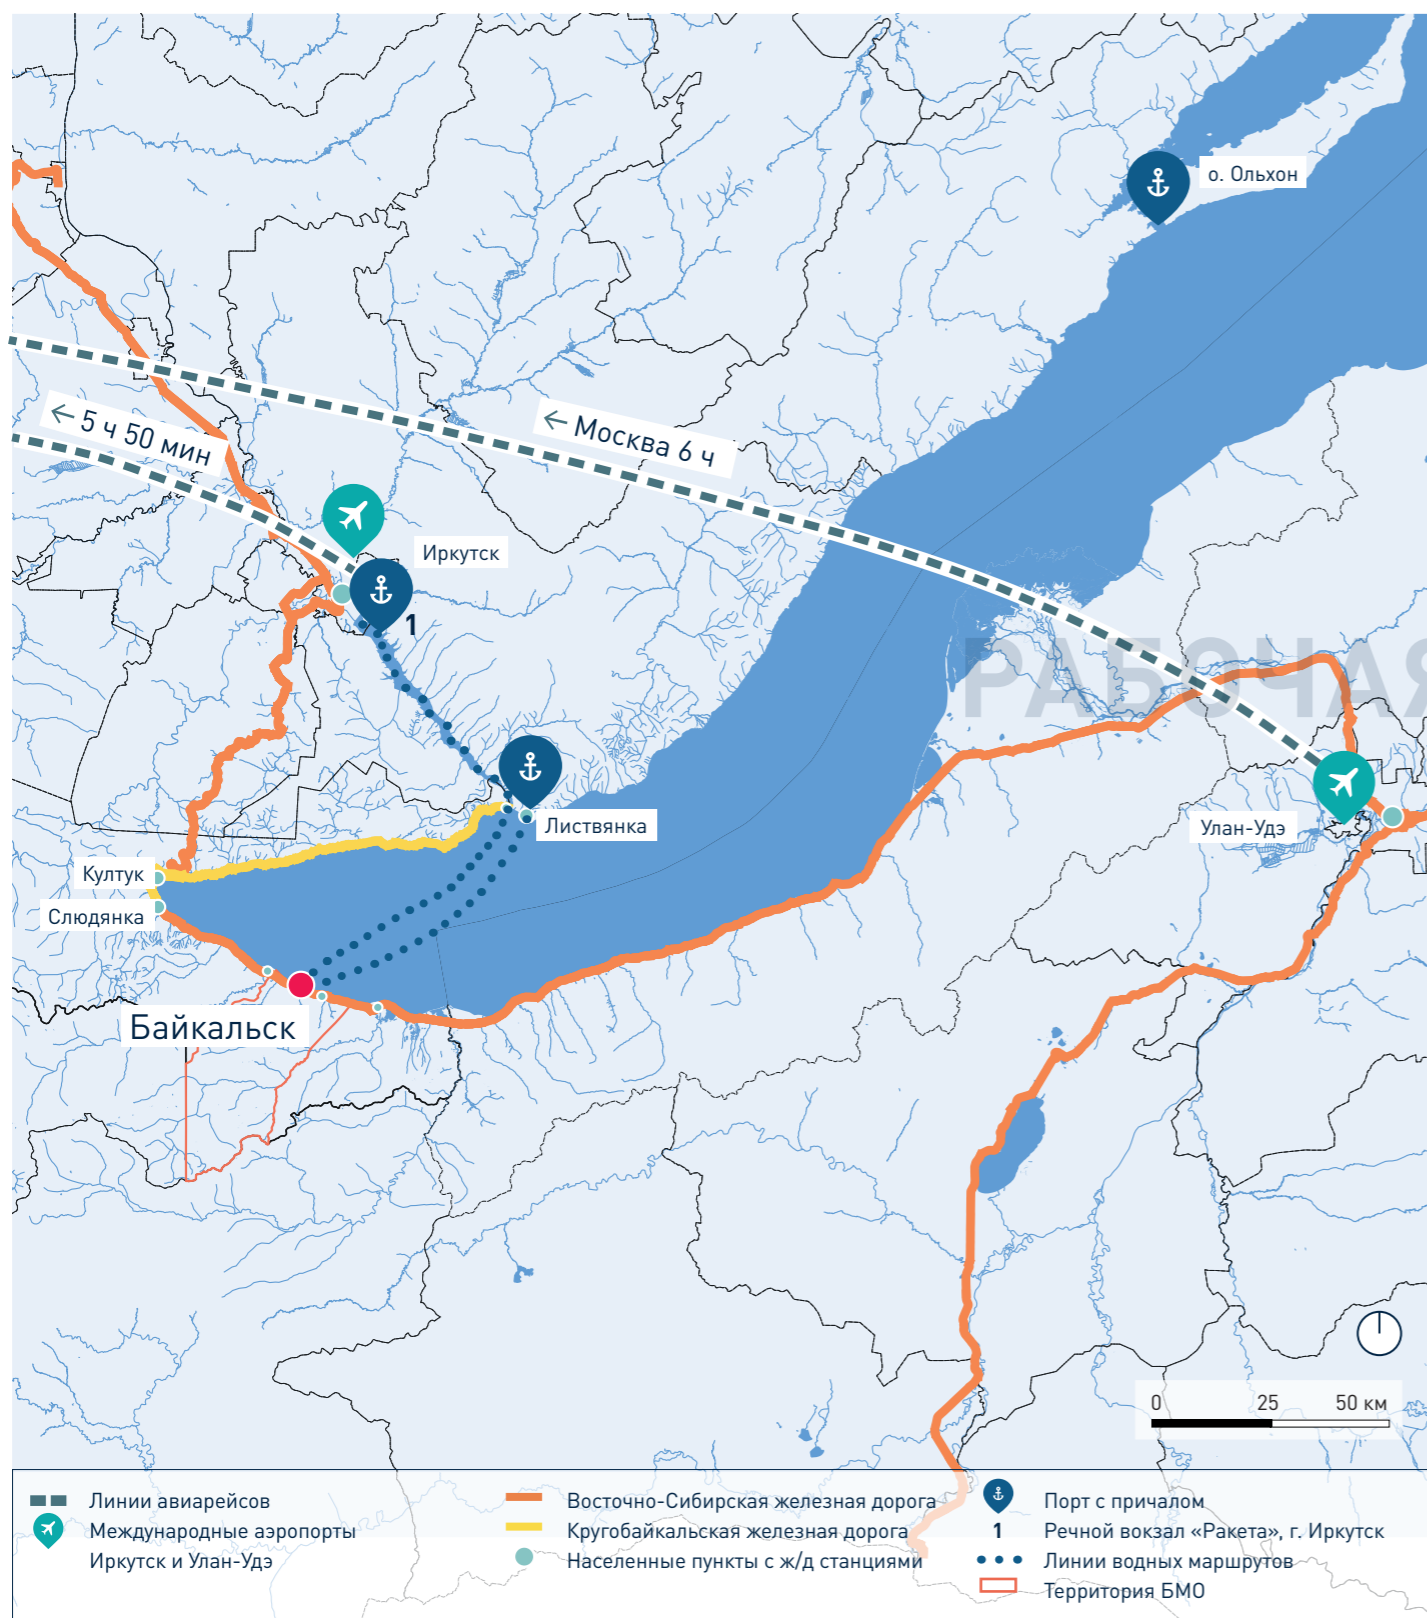 о. Ольхон
← 5 ч 50 мин
← Москва 6 ч
Иркутск
1
РАБОЧАЯ
Листвянка
Улан-Удэ
Култук
Слюдянка
Байкальск
0 25 50 км
Линии авиарейсов
Международные аэропорты
Иркутск и Улан-Удэ
Восточно-Сибирская железная дорога
Кругобайкальская железная дорога
Населенные пункты с ж/д станциями
Порт с причалом
1 Речной вокзал «Ракета», г. Иркутск
Линии водных маршрутов
Территория БМО